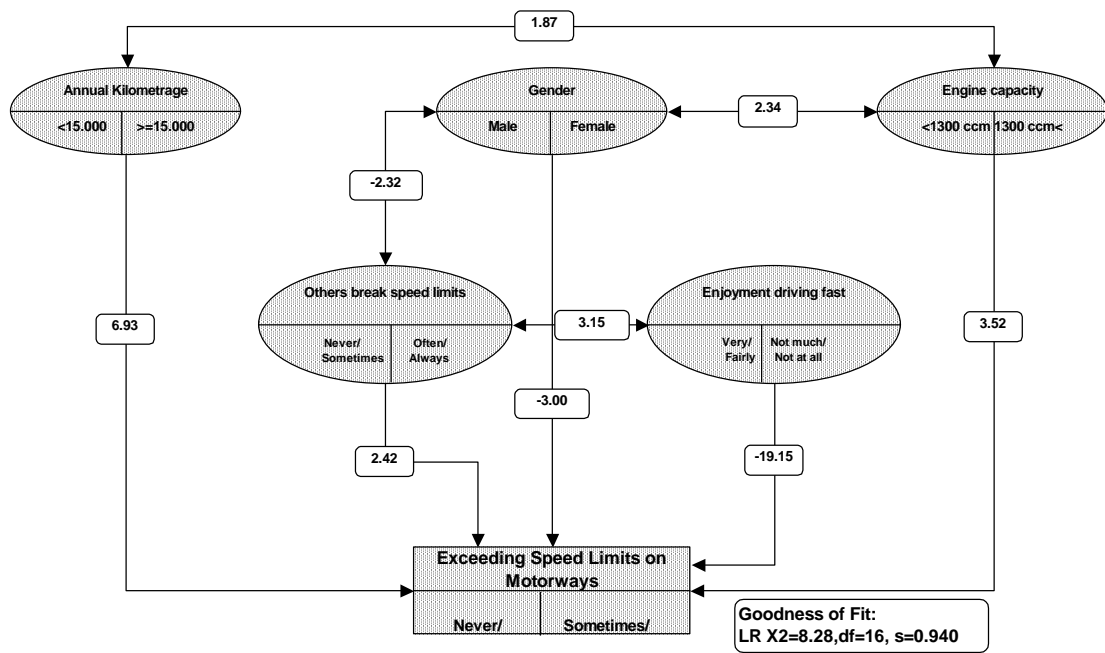 1.87
Annual Kilometrage
<15.000 >=15.000
Gender
Male Female
2.34
Engine capacity
<1300 ccm 1300 ccm<
-2.32
Others break speed limits
Never/
Sometimes
Often/
Always
3.15
Enjoyment driving fast
Very/
Fairly
Not much/
Not at all
6.93
3.52
-3.00
2.42
-19.15
Exceeding Speed Limits on
Motorways
Never/ Sometimes/
Goodness of Fit:
LR X2=8.28,df=16, s=0.940